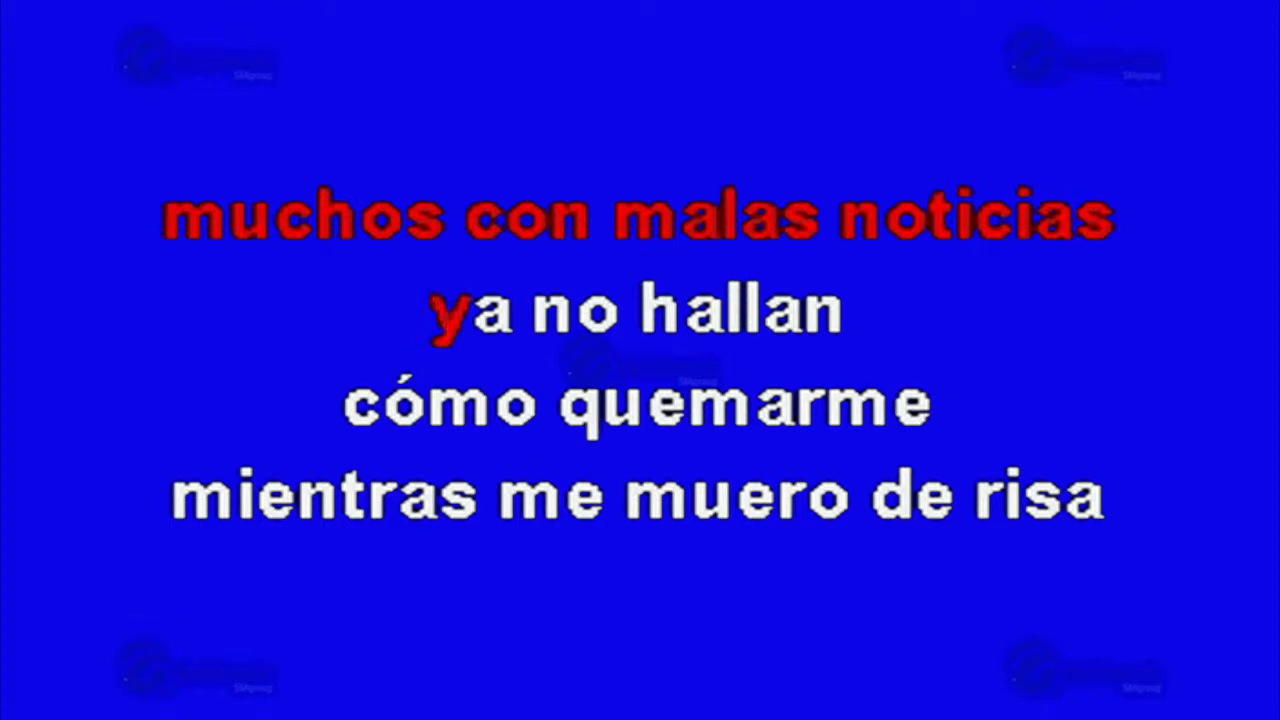 muchos con malas noticias
ya no hallan
cómo quemarme
mientras me muero de risa